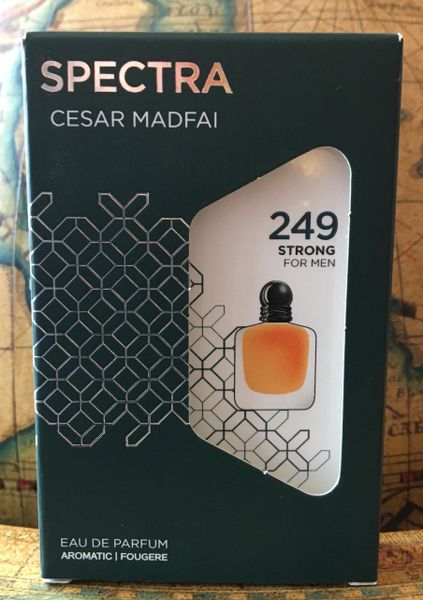 SPECTRA
CESAR MADFAI
249
STRONG
FOR MEN
EAU DE PARFUM
AROMATIC | FOUGERE